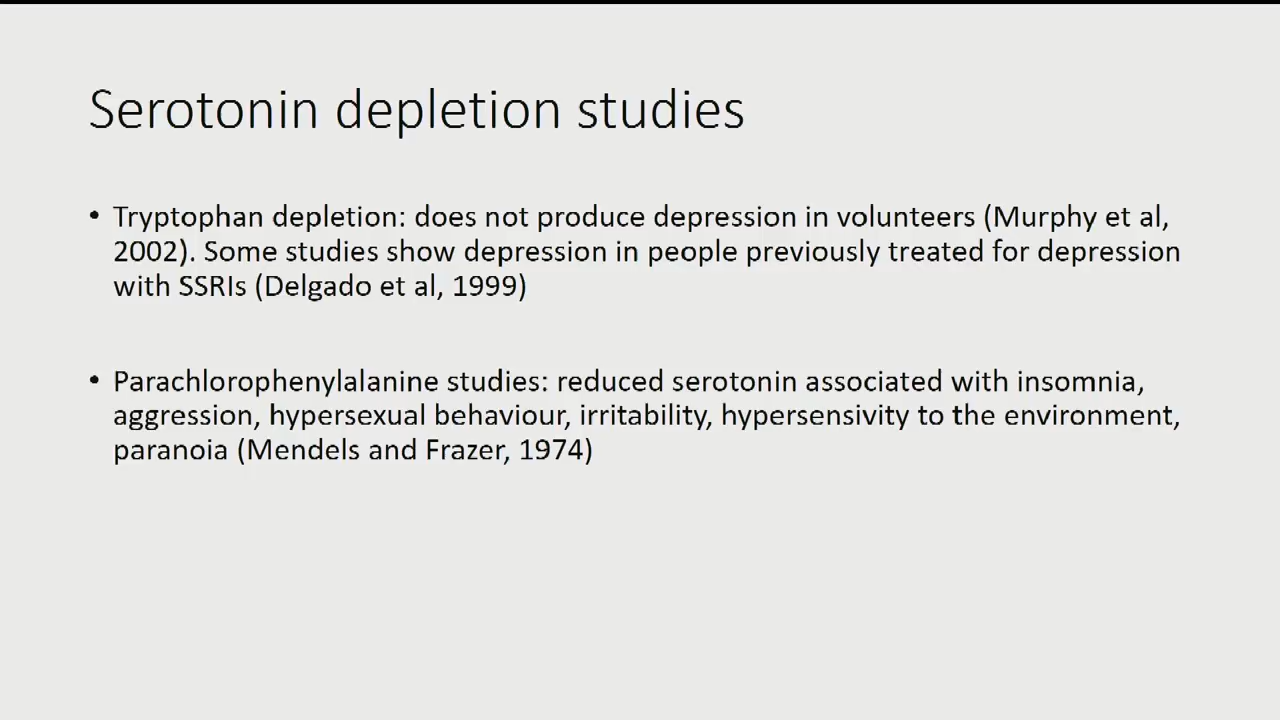 Serotonin depletion studies
• Tryptophan depletion: does not produce depression in volunteers (Murphy et al,
2002). Some studies show depression in people previously treated for depression
with SSRIs (Delgado et al, 1999)
• Parachlorophenylalanine studies: reduced serotonin associated with insomnia,
aggression, hypersexual behaviour, irritability, hypersensivity to the environment,
paranoia (Mendels and Frazer, 1974)